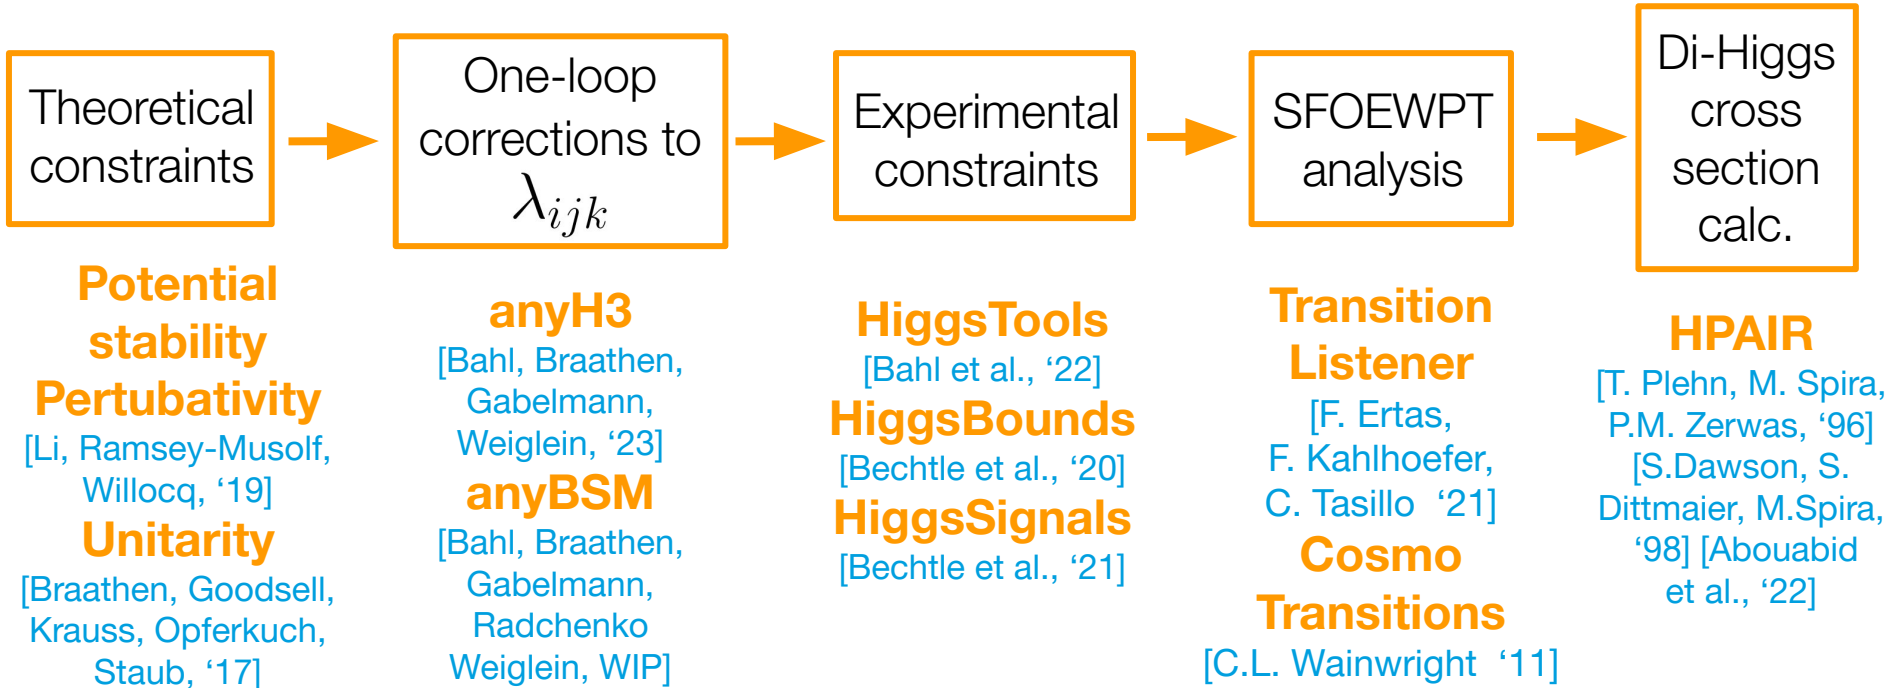 Theoretical
constraints
One-loop
corrections to
λijk
Experimental
constraints
SFOEWPT
analysis
Di-Higgs
cross
section
calc.
Potential
stability
Pertubativity
[Li, Ramsey-Musolf,
Willocq, ‘19]
Unitarity
[Braathen, Goodsell,
Krauss, Opferkuch,
Staub, ‘17]
anyH3
[Bahl, Braathen,
Gabelmann,
Weiglein, ‘23]
anyBSM
[Bahl, Braathen,
Gabelmann,
Radchenko
Weiglein, WIP]
HiggsTools
[Bahl et al., ‘22]
HiggsBounds
[Bechtle et al., ‘20]
HiggsSignals
[Bechtle et al., ‘21]
Transition
Listener
[F. Ertas,
F. Kahlhoefer,
C. Tasillo ‘21]
Cosmo
Transitions
[C.L. Wainwright ‘11]
HPAIR
[T. Plehn, M. Spira,
P.M. Zerwas, ‘96]
[S.Dawson, S.
Dittmaier, M.Spira,
‘98] [Abouabid
et al., ‘22]